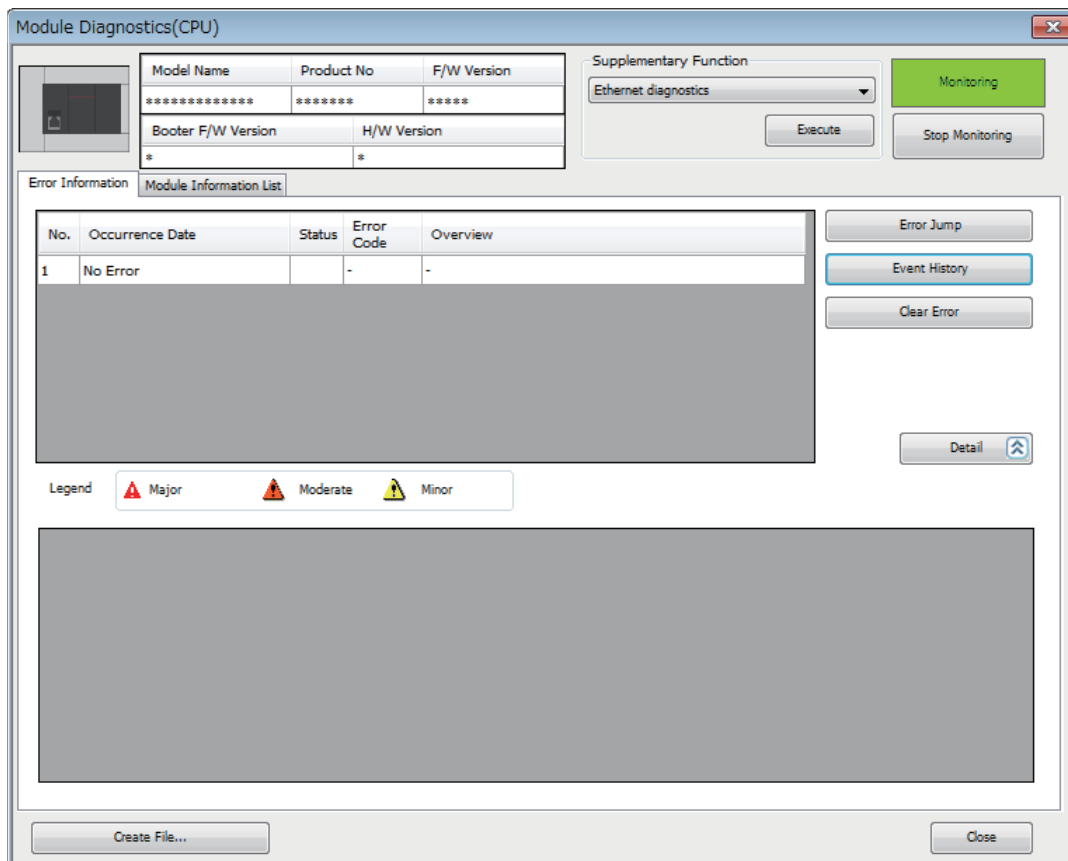 Module Diagnostics(CPU)
Model Name Product No F/W Version
************* ******* *****
Booter F/W Version H/W Version
* *
Supplementary Function
Ethernet diagnostics
Execute
Monitoring
Stop Monitoring
Error Information Module Information List
No. Occurrence Date Status Error Code Overview
1 No Error - -
Error Jump
Event History
Clear Error
Detail
Legend Major Moderate Minor
Create File... Close